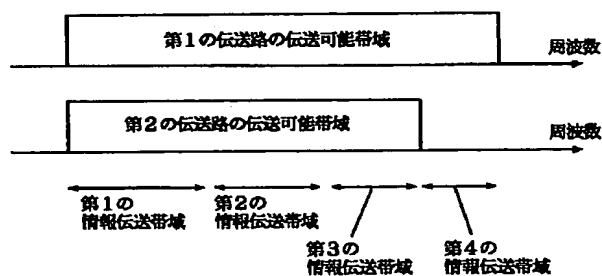 第1の伝送路の伝送可能帯域
周波数
第2の伝送路の伝送可能帯域
周波数
第1の
情報伝送帯域
第2の
情報伝送帯域
第3の
情報伝送帯域
第4の
情報伝送帯域